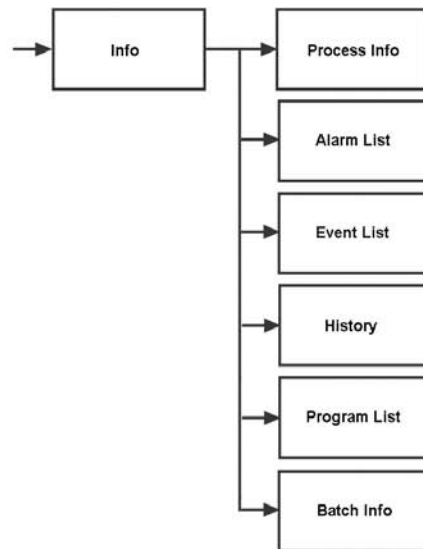 Info
Process Info
Alarm List
Event List
History
Program List
Batch Info